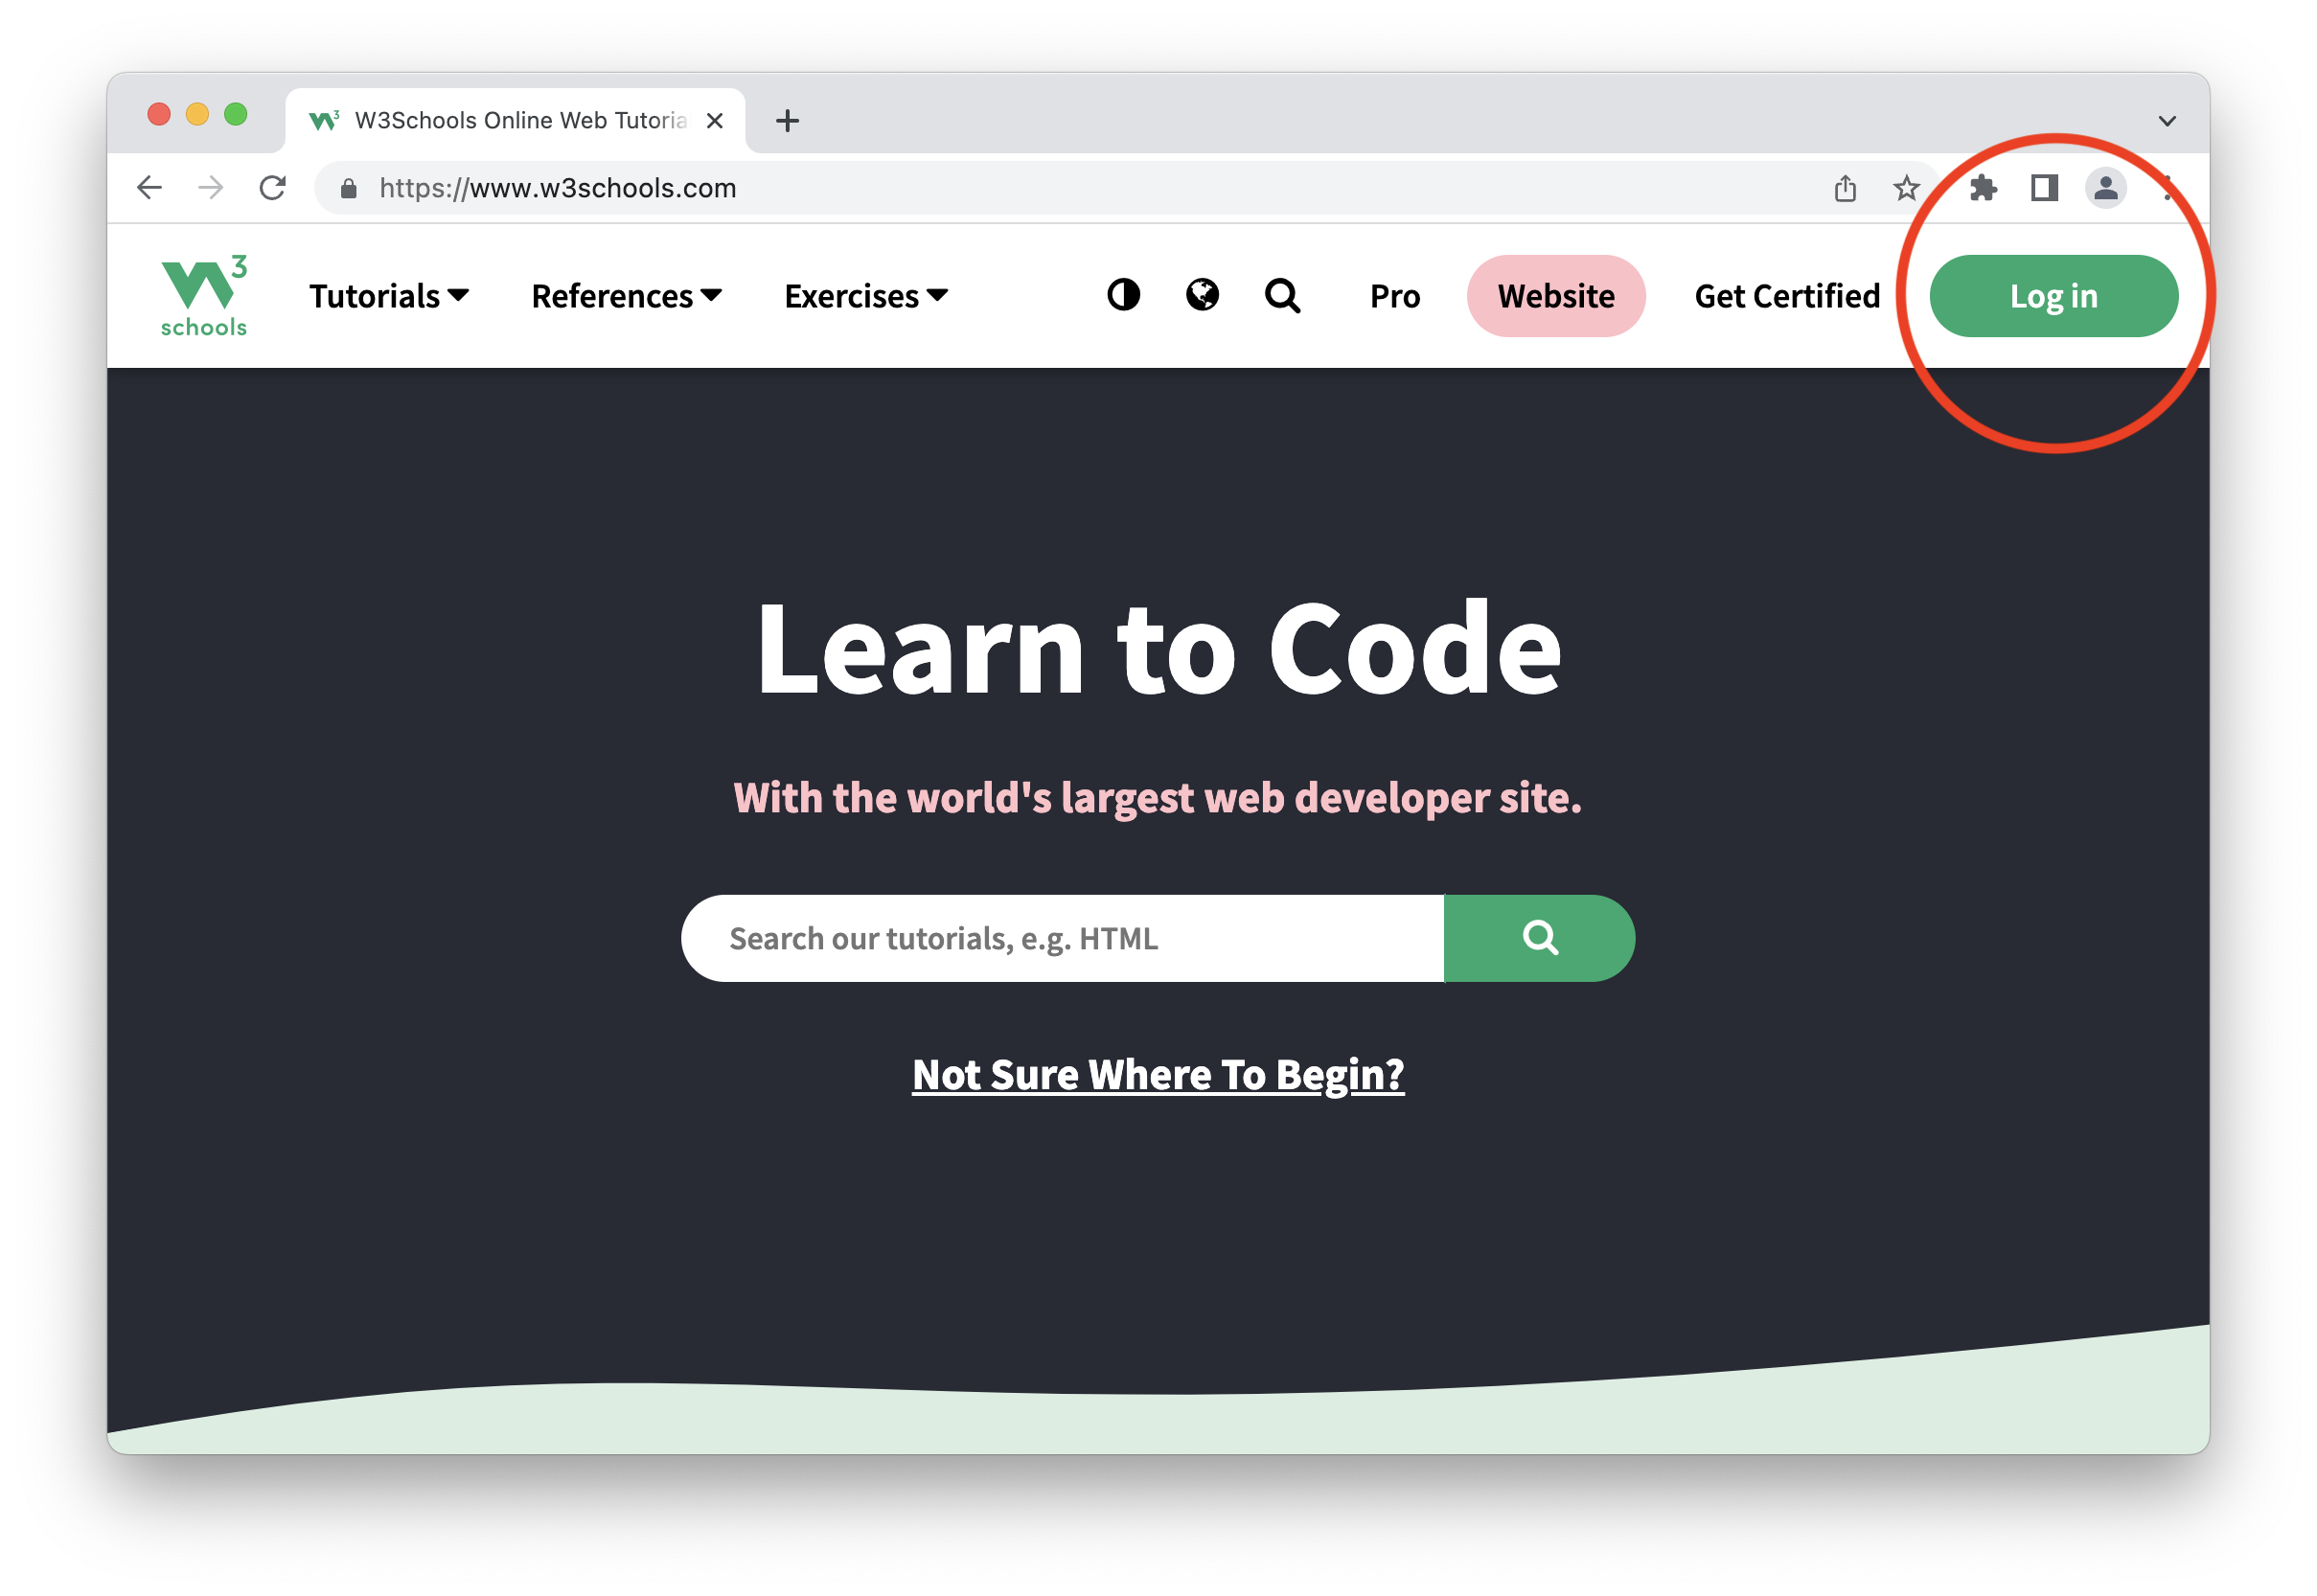 W3Schools Online Web Tutoria
https://www.w3schools.com
W3 schools
Tutorials References Exercises Pro Website Get Certified Log in
Learn to Code
With the world's largest web developer site.
Search our tutorials, e.g. HTML
Not Sure Where To Begin?